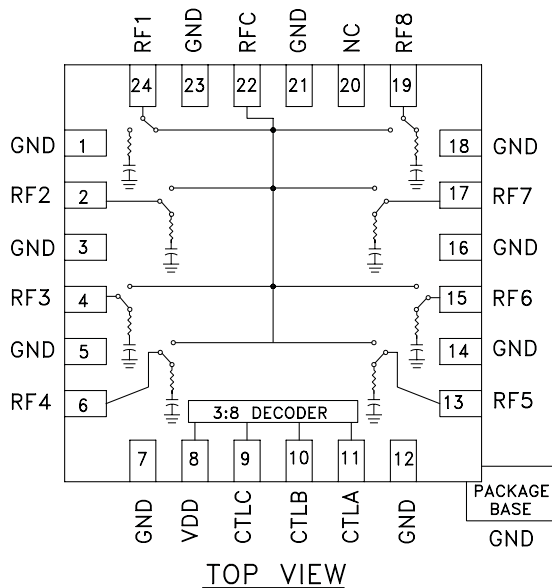 RF1 GND RFC GND NC RF8
24 23 22 21 20 19
GND 1 18 GND
RF2 2 17 RF7
GND 3 16 GND
RF3 4 15 RF6
GND 5 14 GND
RF4 6 13 RF5
3:8 DECODER
7 8 9 10 11 12
GND VDD CTLC CTLB CTLA GND
PACKAGE
BASE
GND
TOP VIEW